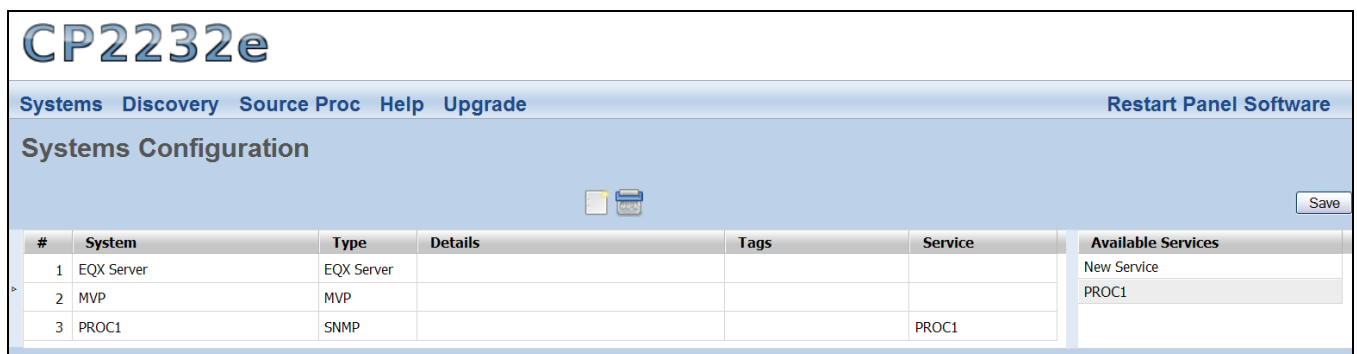 CP2232e
Systems Discovery Source Proc Help Upgrade Restart Panel Software
Systems Configuration
Save
# System Type Details Tags Service Available Services
1 EQX Server EQX Server New Service
2 MVP MVP PROC1
3 PROC1 SNMP PROC1